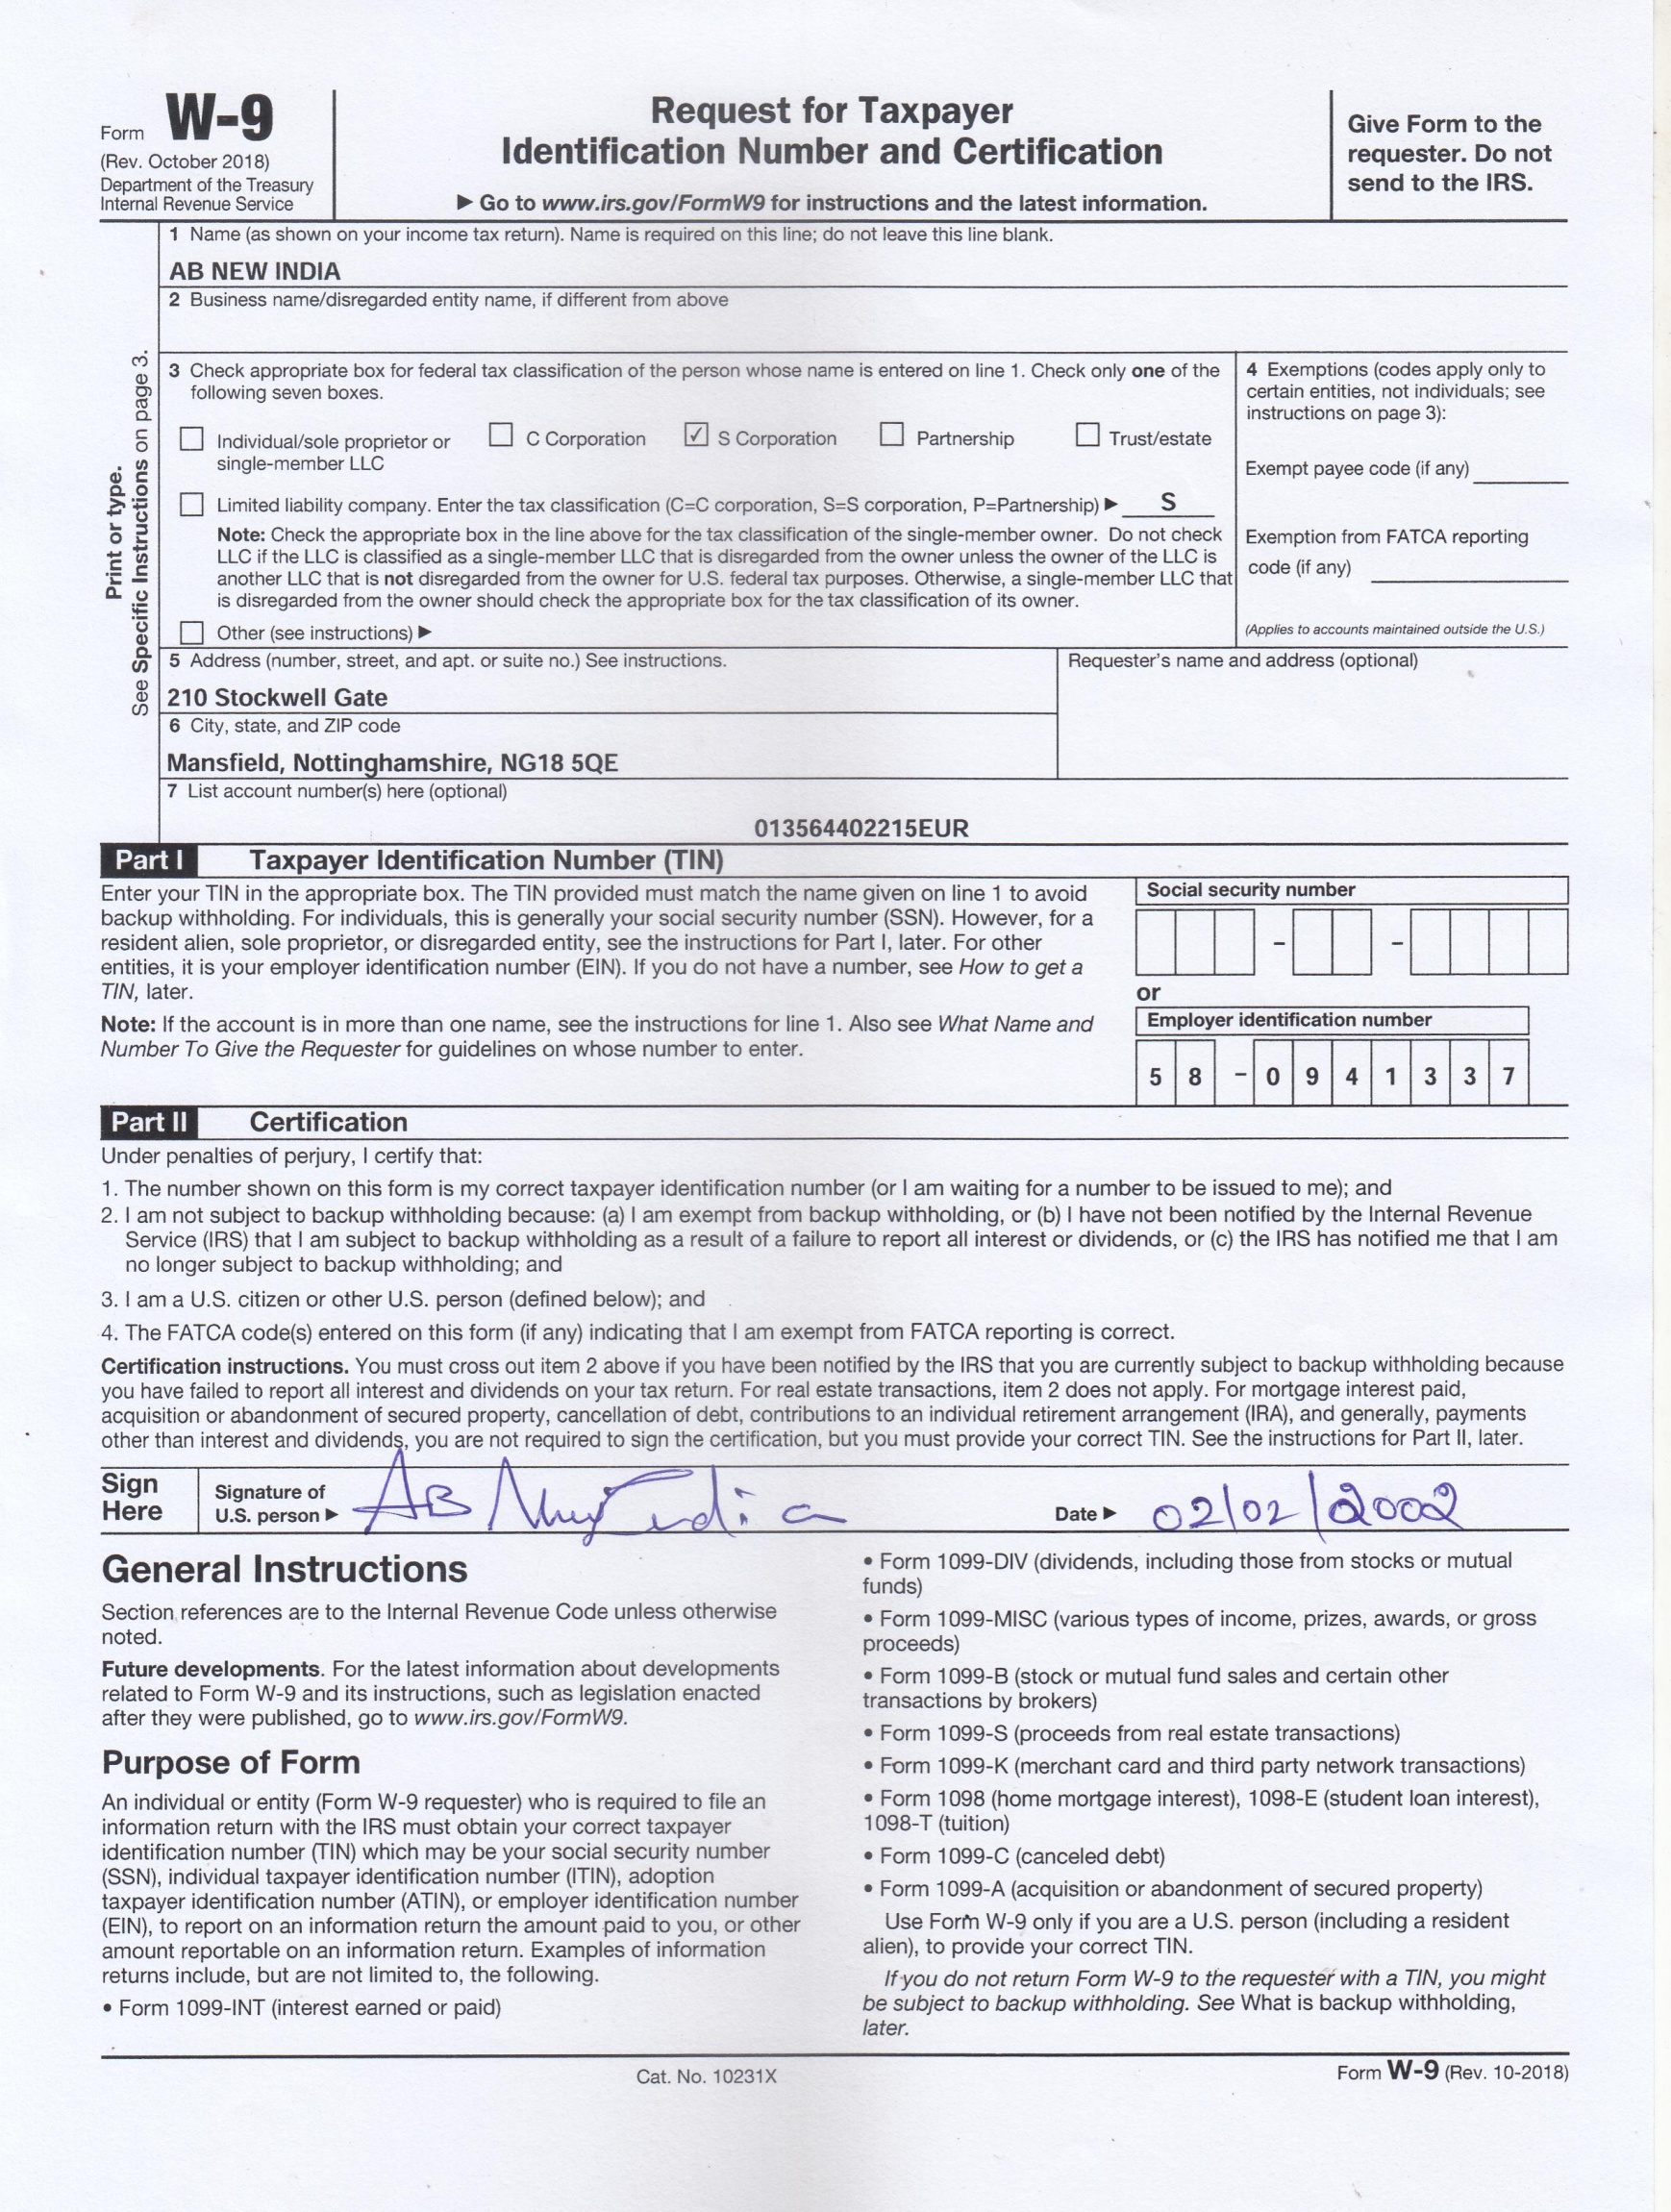 Form W-9
(Rev. October 2018)
Department of the Treasury
Internal Revenue Service
Request for Taxpayer
Identification Number and Certification
▶ Go to www.irs.gov/FormW9 for instructions and the latest information.
Give Form to the
requester. Do not
send to the IRS.
Print or type.
See Specific Instructions on page 3.
1 Name (as shown on your income tax return). Name is required on this line; do not leave this line blank.
AB NEW INDIA
2 Business name/disregarded entity name, if different from above
3 Check appropriate box for federal tax classification of the person whose name is entered on line 1. Check only one of the
following seven boxes.
☐ Individual/sole proprietor or
single-member LLC
☐ C Corporation
☑ S Corporation
☐ Partnership
☐ Trust/estate
☐ Limited liability company. Enter the tax classification (C=C corporation, S=S corporation, P=Partnership) ▶ S
Note: Check the appropriate box in the line above for the tax classification of the single-member owner. Do not check
LLC if the LLC is classified as a single-member LLC that is disregarded from the owner unless the owner of the LLC is
another LLC that is not disregarded from the owner for U.S. federal tax purposes. Otherwise, a single-member LLC that
is disregarded from the owner should check the appropriate box for the tax classification of its owner.
☐ Other (see instructions) ▶
4 Exemptions (codes apply only to
certain entities, not individuals; see
instructions on page 3):
Exempt payee code (if any)
Exemption from FATCA reporting
code (if any)
(Applies to accounts maintained outside the U.S.)
5 Address (number, street, and apt. or suite no.) See instructions.
210 Stockwell Gate
6 City, state, and ZIP code
Mansfield, Nottinghamshire, NG18 5QE
Requester's name and address (optional)
7 List account number(s) here (optional)
013564402215EUR
Part I Taxpayer Identification Number (TIN)
Enter your TIN in the appropriate box. The TIN provided must match the name given on line 1 to avoid
backup withholding. For individuals, this is generally your social security number (SSN). However, for a
resident alien, sole proprietor, or disregarded entity, see the instructions for Part I, later. For other
entities, it is your employer identification number (EIN). If you do not have a number, see How to get a
TIN, later.
Note: If the account is in more than one name, see the instructions for line 1. Also see What Name and
Number To Give the Requester for guidelines on whose number to enter.
Social security number
– –
or
Employer identification number
5 8 – 0 9 4 1 3 3 7
Part II Certification
Under penalties of perjury, I certify that:
1. The number shown on this form is my correct taxpayer identification number (or I am waiting for a number to be issued to me); and
2. I am not subject to backup withholding because: (a) I am exempt from backup withholding, or (b) I have not been notified by the Internal Revenue
Service (IRS) that I am subject to backup withholding as a result of a failure to report all interest or dividends, or (c) the IRS has notified me that I am
no longer subject to backup withholding; and
3. I am a U.S. citizen or other U.S. person (defined below); and
4. The FATCA code(s) entered on this form (if any) indicating that I am exempt from FATCA reporting is correct.
Certification instructions. You must cross out item 2 above if you have been notified by the IRS that you are currently subject to backup withholding because
you have failed to report all interest and dividends on your tax return. For real estate transactions, item 2 does not apply. For mortgage interest paid,
acquisition or abandonment of secured property, cancellation of debt, contributions to an individual retirement arrangement (IRA), and generally, payments
other than interest and dividends, you are not required to sign the certification, but you must provide your correct TIN. See the instructions for Part II, later.
Sign
Here
Signature of
U.S. person ▶ AB New India
Date ▶ 02/02/2002
General Instructions
Section references are to the Internal Revenue Code unless otherwise
noted.
Future developments. For the latest information about developments
related to Form W-9 and its instructions, such as legislation enacted
after they were published, go to www.irs.gov/FormW9.
Purpose of Form
An individual or entity (Form W-9 requester) who is required to file an
information return with the IRS must obtain your correct taxpayer
identification number (TIN) which may be your social security number
(SSN), individual taxpayer identification number (ITIN), adoption
taxpayer identification number (ATIN), or employer identification number
(EIN), to report on an information return the amount paid to you, or other
amount reportable on an information return. Examples of information
returns include, but are not limited to, the following.
• Form 1099-INT (interest earned or paid)
• Form 1099-DIV (dividends, including those from stocks or mutual
funds)
• Form 1099-MISC (various types of income, prizes, awards, or gross
proceeds)
• Form 1099-B (stock or mutual fund sales and certain other
transactions by brokers)
• Form 1099-S (proceeds from real estate transactions)
• Form 1099-K (merchant card and third party network transactions)
• Form 1098 (home mortgage interest), 1098-E (student loan interest),
1098-T (tuition)
• Form 1099-C (canceled debt)
• Form 1099-A (acquisition or abandonment of secured property)
Use Form W-9 only if you are a U.S. person (including a resident
alien), to provide your correct TIN.
If you do not return Form W-9 to the requester with a TIN, you might
be subject to backup withholding. See What is backup withholding,
later.
Cat. No. 10231X
Form W-9 (Rev. 10-2018)